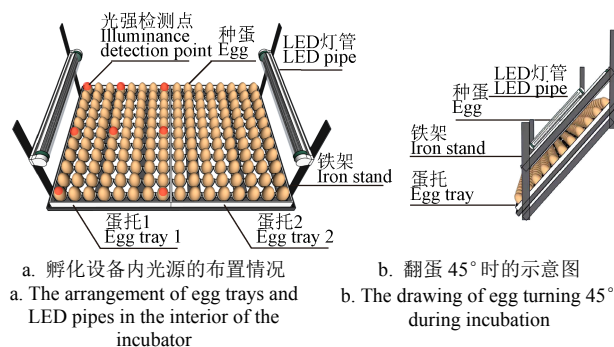 光强检测点
Illuminance
detection point
种蛋
Egg
LED灯管
LED pipe
铁架
Iron stand
蛋托1
Egg tray 1
蛋托2
Egg tray 2
a. 孵化设备内光源的布置情况
a. The arrangement of egg trays and
LED pipes in the interior of the
incubator
LED灯管
LED pipe
种蛋
Egg
铁架
Iron stand
蛋托
Egg tray
b. 翻蛋 45°时的示意图
b. The drawing of egg turning 45°
during incubation